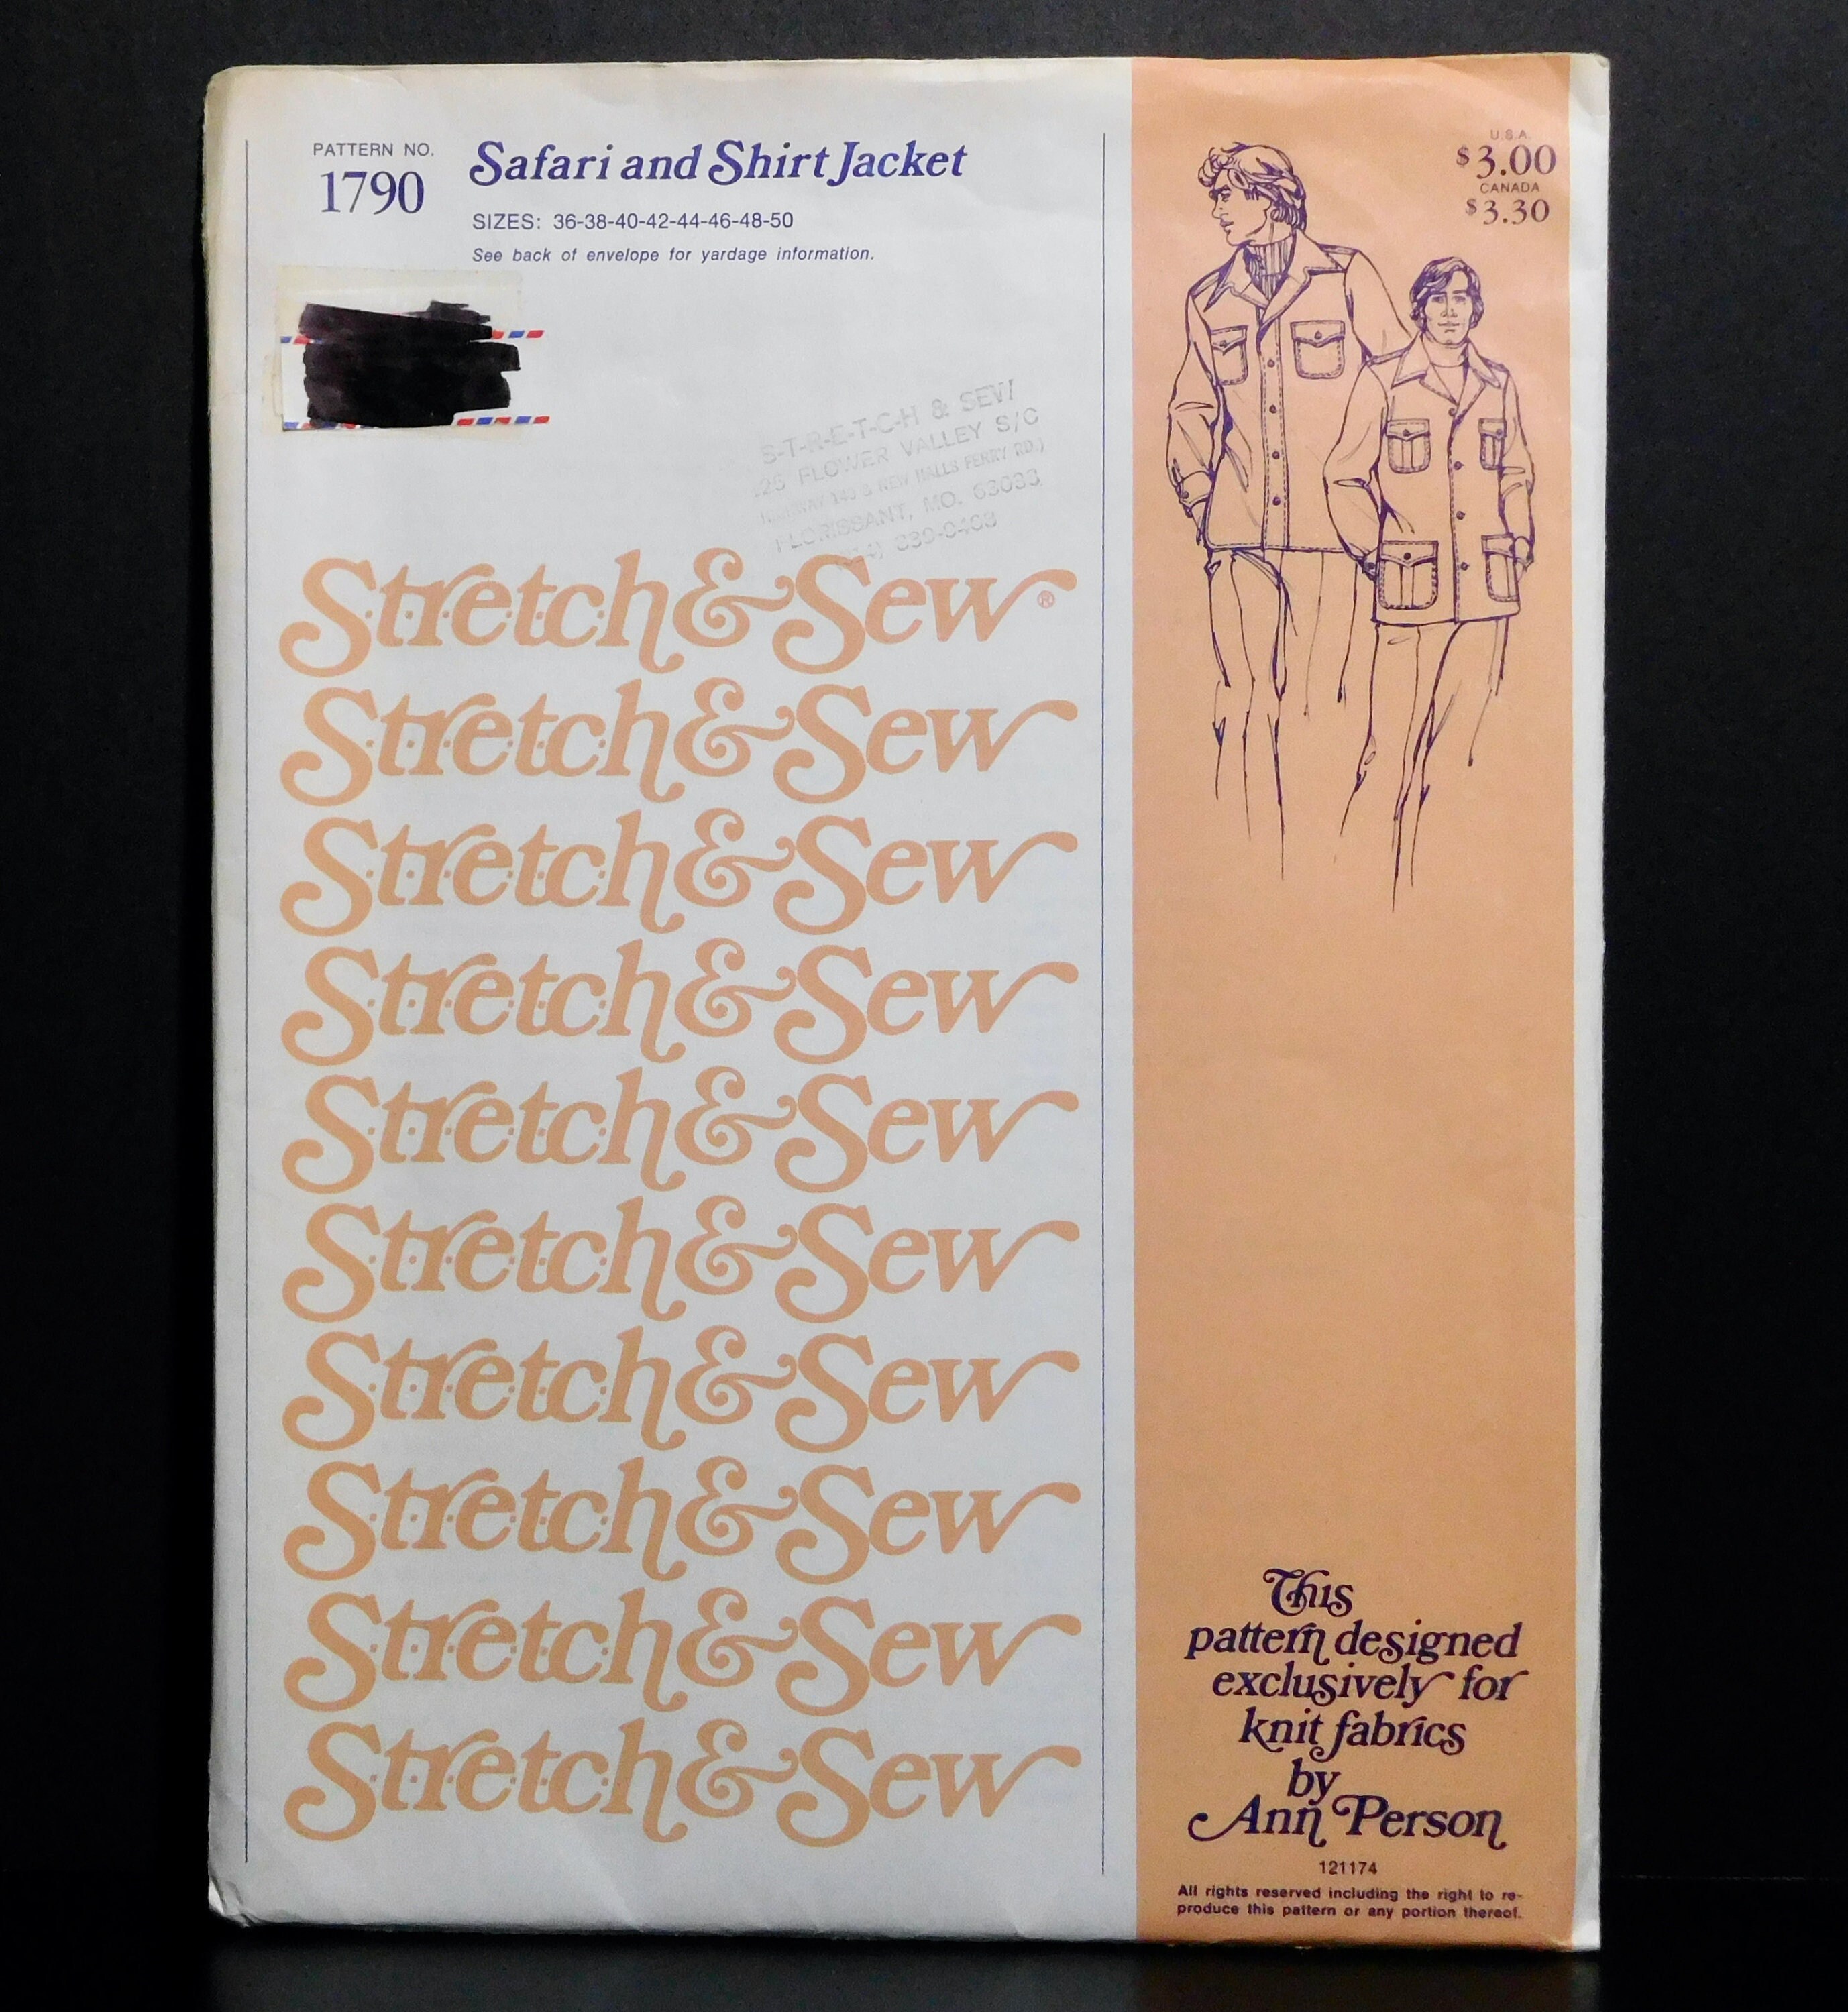 PATTERN NO.
1790
Safari and Shirt Jacket
SIZES: 36-38-40-42-44-46-48-50
See back of envelope for yardage information.
U.S.A.
$3.00
CANADA
$3.30
S-T-R-E-T-C-H & SEW
FLOWER VALLEY S/C
& NEW HALLS FERRY RD.)
FLORISSANT, MO. 63033
Stretch & Sew®
Stretch & Sew
Stretch & Sew
Stretch & Sew
Stretch & Sew
Stretch & Sew
Stretch & Sew
Stretch & Sew
Stretch & Sew
Stretch & Sew
This
pattern designed
exclusively for
knit fabrics
by
Ann Person
121174
All rights reserved including the right to re-
produce this pattern or any portion thereof.